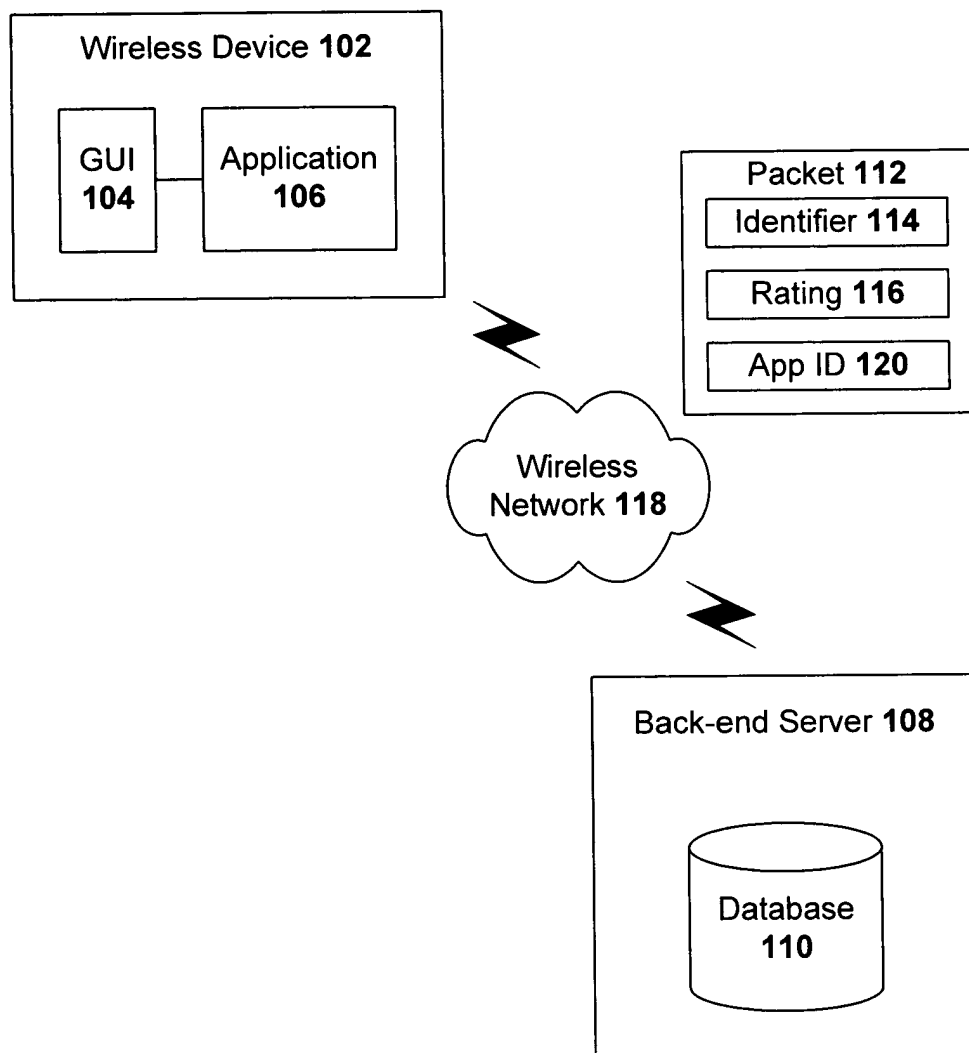 Wireless Device 102
GUI
104
Application
106
Packet 112
Identifier 114
Rating 116
App ID 120
Wireless
Network 118
Back-end Server 108
Database
110